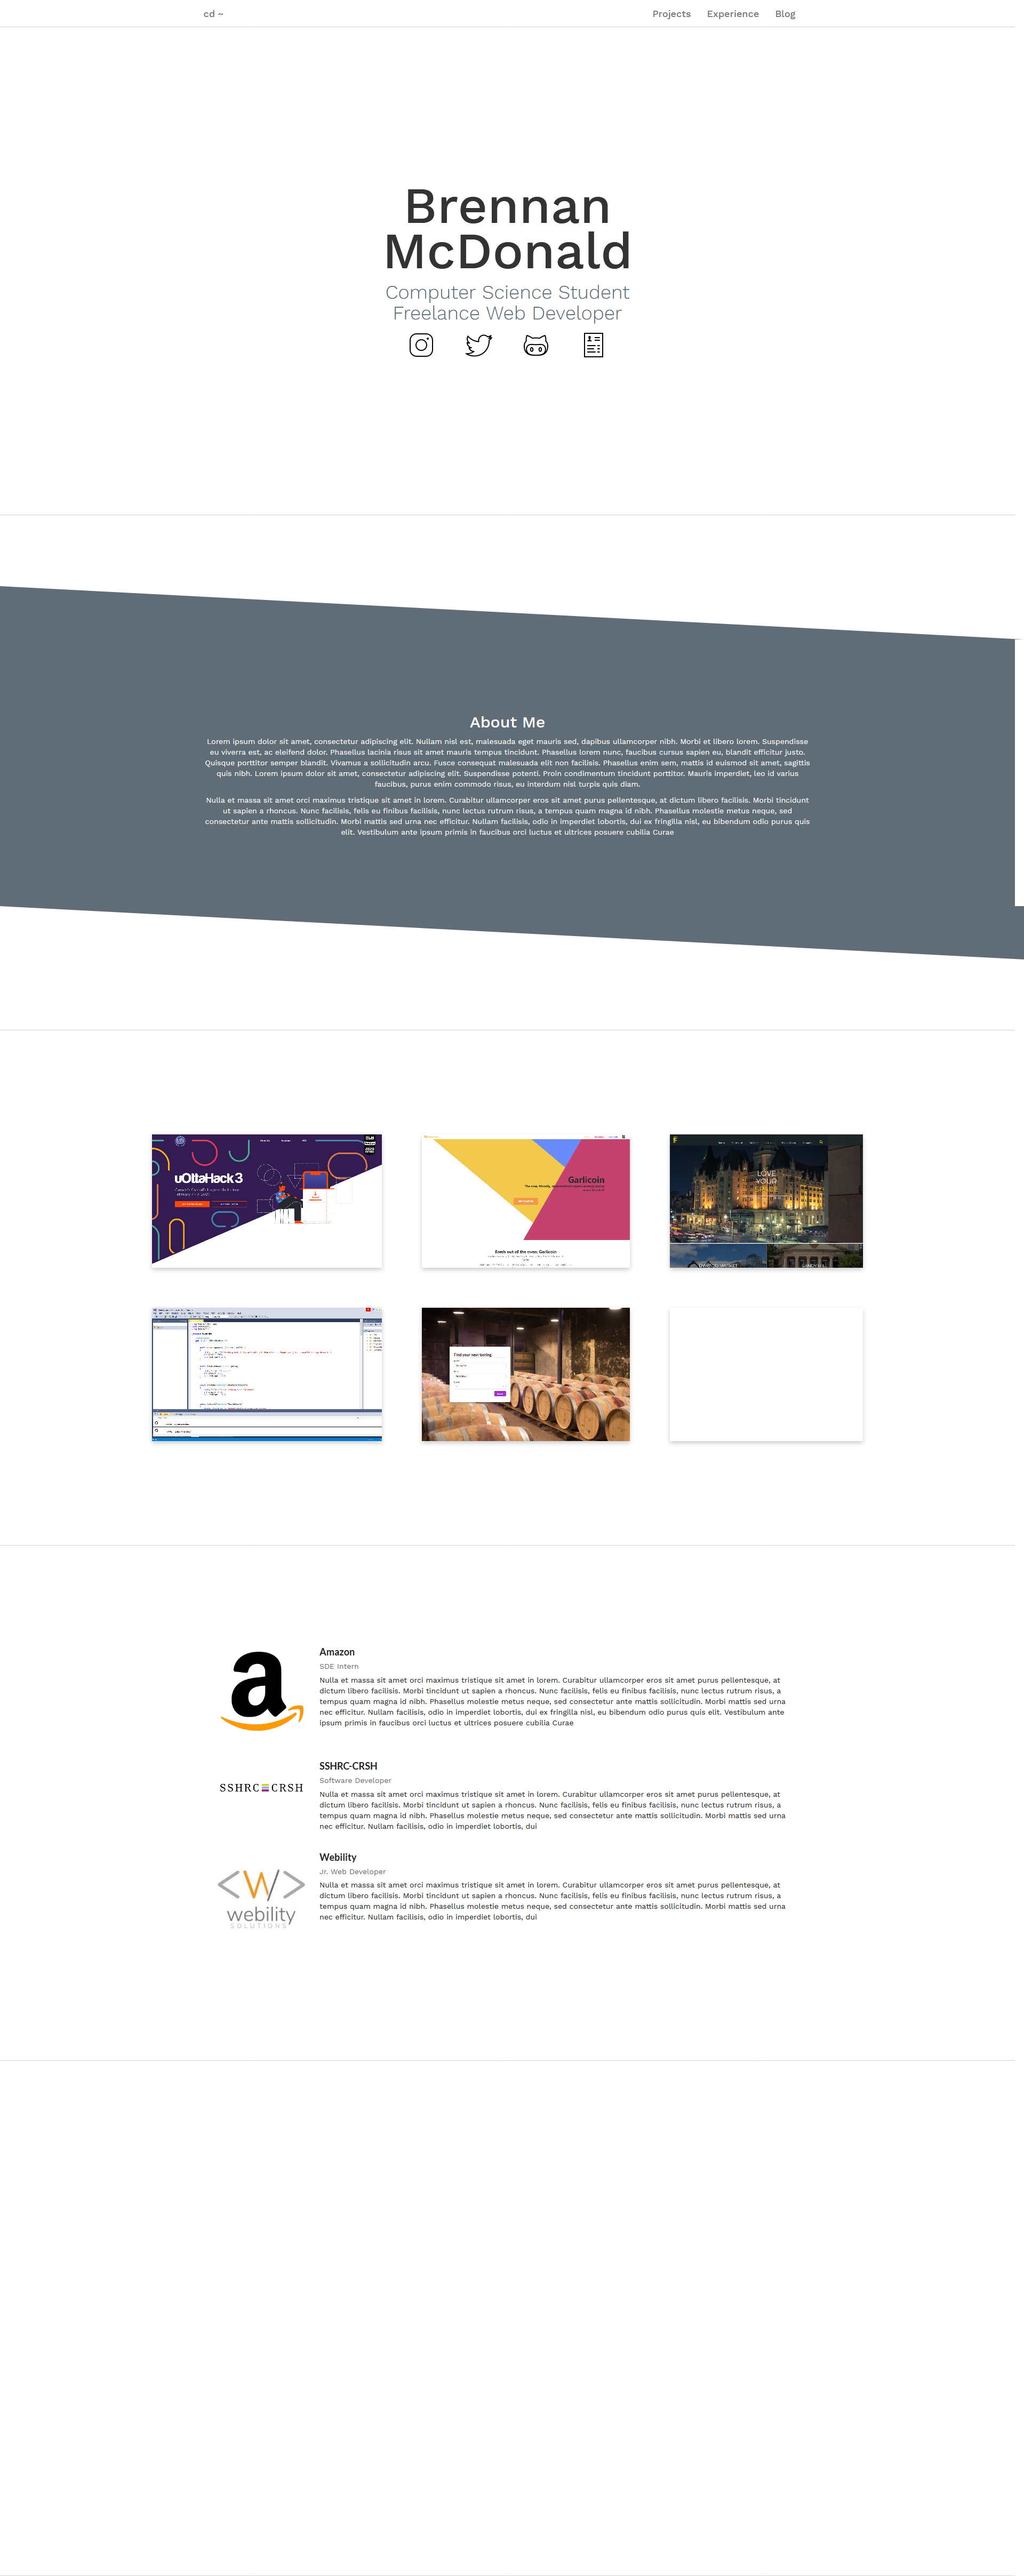 cd ~
Projects Experience Blog
Brennan
McDonald
Computer Science Student
Freelance Web Developer
About Me
Lorem ipsum dolor sit amet, consectetur adipiscing elit. Nullam nisl est, malesuada eget mauris sed, dapibus ullamcorper nibh. Morbi et libero lorem. Suspendisse
eu viverra est, ac eleifend dolor. Phasellus lacinia risus sit amet mauris tempus tincidunt. Phasellus lorem nunc, faucibus cursus sapien eu, blandit efficitur justo.
Quisque porttitor semper blandit. Vivamus a sollicitudin arcu. Fusce consequat malesuada elit non facilisis. Phasellus enim sem, mattis id euismod sit amet, sagittis
quis nibh. Lorem ipsum dolor sit amet, consectetur adipiscing elit. Suspendisse potenti. Proin condimentum tincidunt porttitor. Mauris imperdiet, leo id varius
faucibus, purus enim commodo risus, eu interdum nisl turpis quis diam.
Nulla et massa sit amet orci maximus tristique sit amet in lorem. Curabitur ullamcorper eros sit amet purus pellentesque, at dictum libero facilisis. Morbi tincidunt
ut sapien a rhoncus. Nunc facilisis, felis eu finibus facilisis, nunc lectus rutrum risus, a tempus quam magna id nibh. Phasellus molestie metus neque, sed
consectetur ante mattis sollicitudin. Morbi mattis sed urna nec efficitur. Nullam facilisis, odio in imperdiet lobortis, dui ex fringilla nisl, eu bibendum odio purus quis
elit. Vestibulum ante ipsum primis in faucibus orci luctus et ultrices posuere cubilia Curae
uOttaHack 3
Garlicoin
Fresh out of the oven: Garlicoin
LOVE
YOUR
Find your next tasting
Amazon
SDE Intern
Nulla et massa sit amet orci maximus tristique sit amet in lorem. Curabitur ullamcorper eros sit amet purus pellentesque, at
dictum libero facilisis. Morbi tincidunt ut sapien a rhoncus. Nunc facilisis, felis eu finibus facilisis, nunc lectus rutrum risus, a
tempus quam magna id nibh. Phasellus molestie metus neque, sed consectetur ante mattis sollicitudin. Morbi mattis sed urna
nec efficitur. Nullam facilisis, odio in imperdiet lobortis, dui ex fringilla nisl, eu bibendum odio purus quis elit. Vestibulum ante
ipsum primis in faucibus orci luctus et ultrices posuere cubilia Curae
SSHRC CRSH
SSHRC-CRSH
Software Developer
Nulla et massa sit amet orci maximus tristique sit amet in lorem. Curabitur ullamcorper eros sit amet purus pellentesque, at
dictum libero facilisis. Morbi tincidunt ut sapien a rhoncus. Nunc facilisis, felis eu finibus facilisis, nunc lectus rutrum risus, a
tempus quam magna id nibh. Phasellus molestie metus neque, sed consectetur ante mattis sollicitudin. Morbi mattis sed urna
nec efficitur. Nullam facilisis, odio in imperdiet lobortis, dui
<W>
webility
SOLUTIONS
Webility
Jr. Web Developer
Nulla et massa sit amet orci maximus tristique sit amet in lorem. Curabitur ullamcorper eros sit amet purus pellentesque, at
dictum libero facilisis. Morbi tincidunt ut sapien a rhoncus. Nunc facilisis, felis eu finibus facilisis, nunc lectus rutrum risus, a
tempus quam magna id nibh. Phasellus molestie metus neque, sed consectetur ante mattis sollicitudin. Morbi mattis sed urna
nec efficitur. Nullam facilisis, odio in imperdiet lobortis, dui